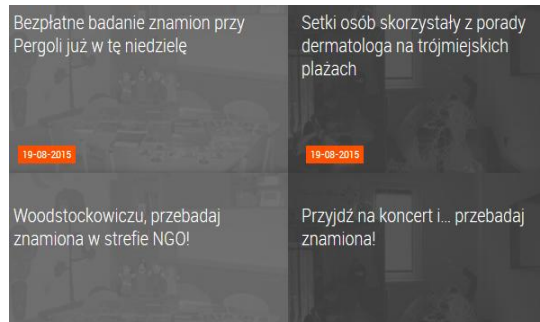 Bezpłatne badanie znamion przy
Pergoli już w tę niedzielę
19-08-2015
Setki osób skorzystały z porady
dermatologa na trójmiejskich
plażach
19-08-2015
Woodstockowiczu, przebadaj
znamiona w strefie NGO!
Przyjdź na koncert i... przebadaj
znamiona!